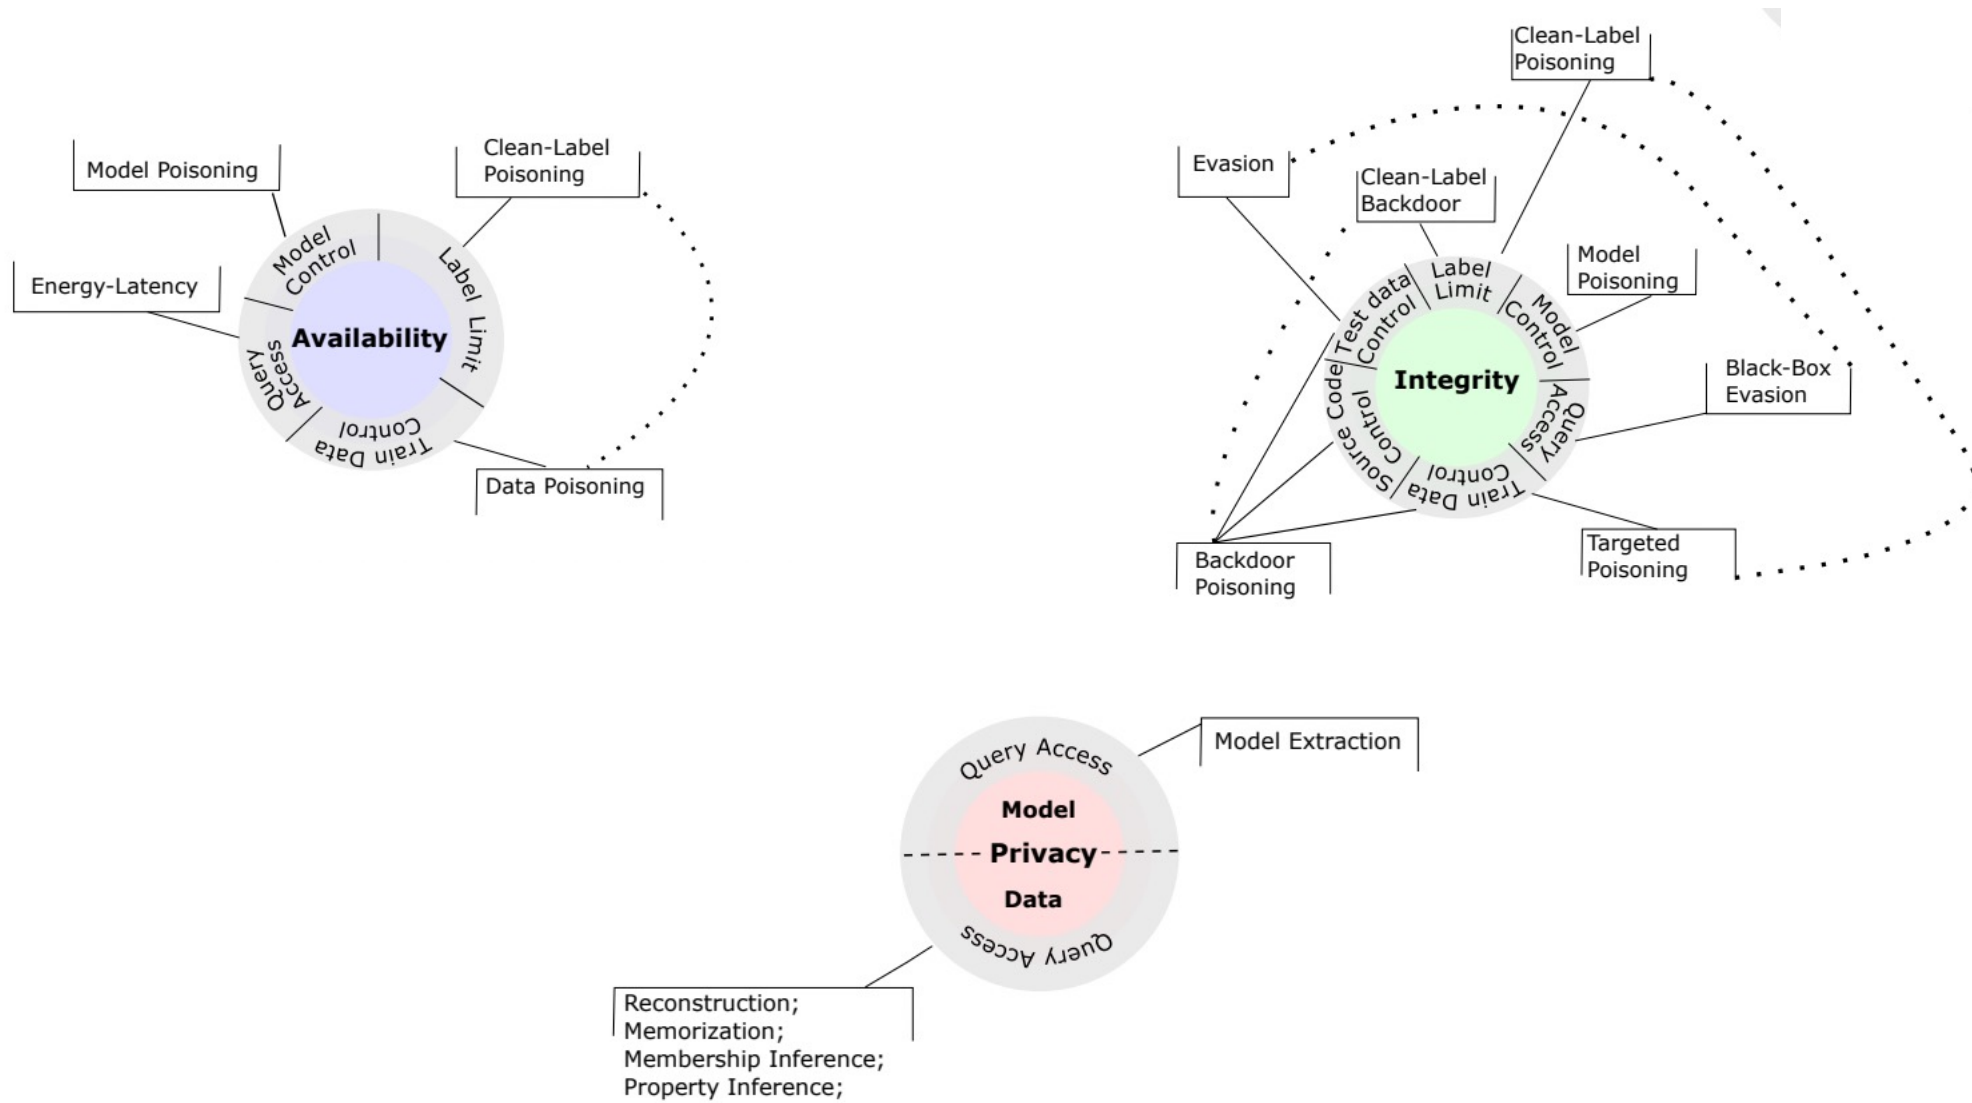 Model Poisoning
Clean-Label
Poisoning
Energy-Latency
Model
Control
Label Limit
Query
Access
Train Data
Control
Availability
Data Poisoning
Clean-Label
Poisoning
Evasion
Clean-Label
Backdoor
Model
Poisoning
Test data
Control
Label
Limit
Model
Control
Query
Access
Train Data
Control
Source Code
Control
Integrity
Black-Box
Evasion
Backdoor
Poisoning
Targeted
Poisoning
Query Access
Model
Privacy
Data
Query Access
Model Extraction
Reconstruction;
Memorization;
Membership Inference;
Property Inference;